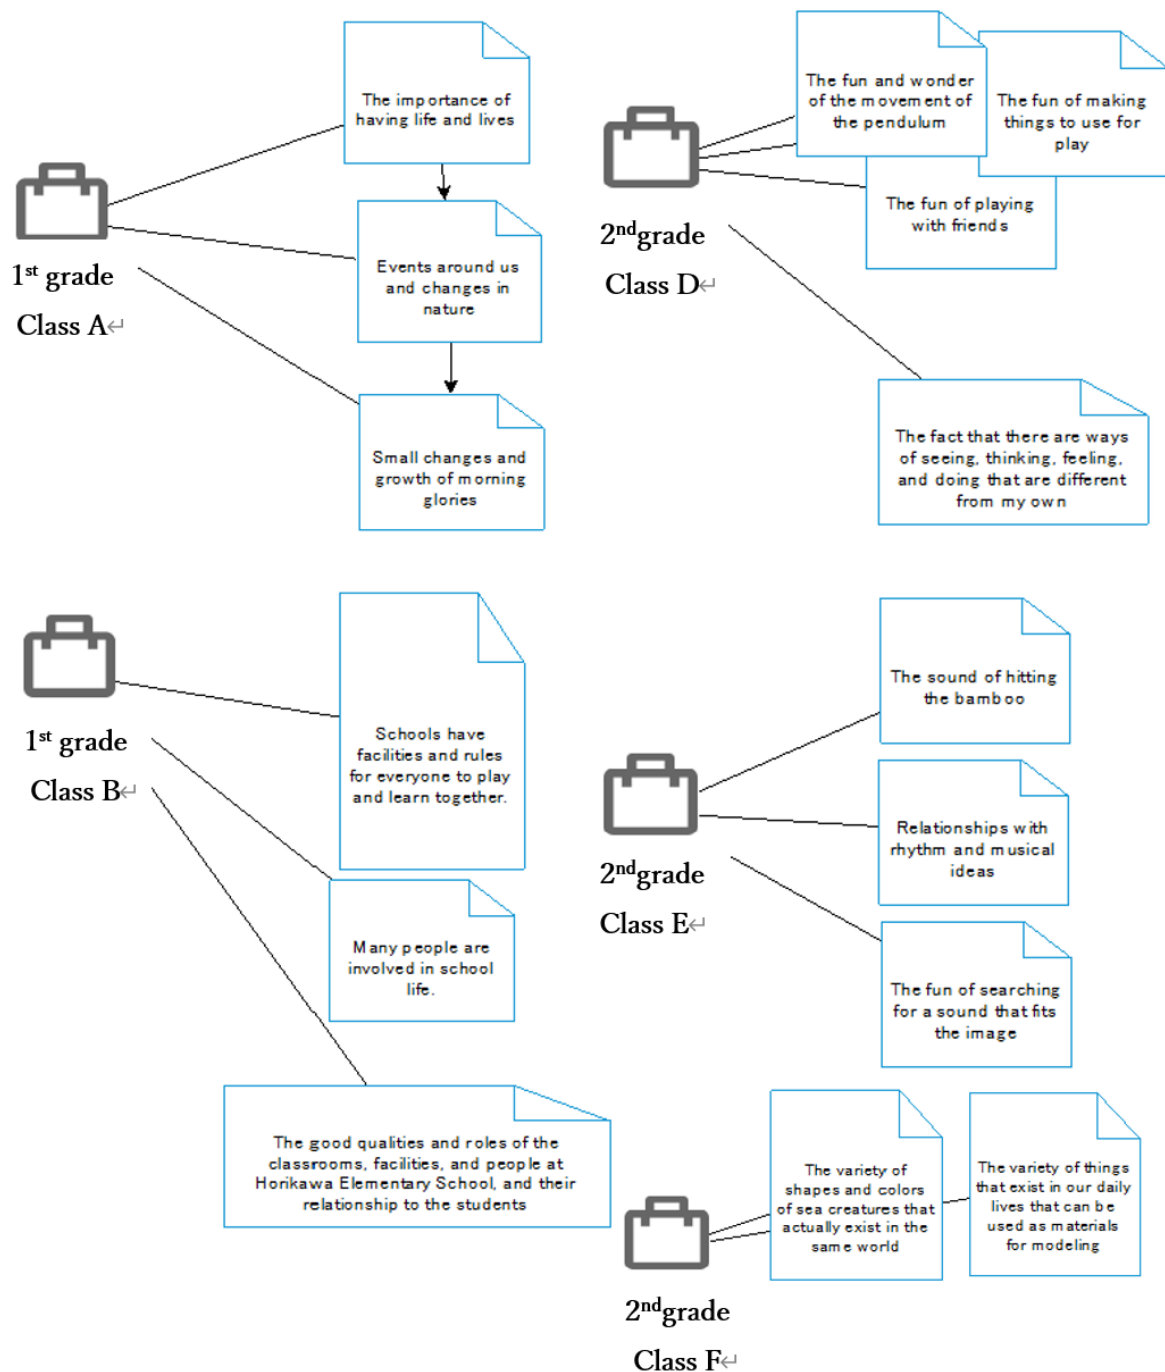 The importance of
having life and lives
Events around us
and changes in
nature
Small changes and
growth of morning
glories
1st grade
Class A↵
The fun and wonder
of the movement of
the pendulum
The fun of making
things to use for
play
The fun of playing
with friends
The fact that there are ways
of seeing, thinking, feeling,
and doing that are different
from my own
2ndgrade
Class D↵
Schools have
facilities and rules
for everyone to play
and learn together.
Many people are
involved in school
life.
The good qualities and roles of the
classrooms, facilities, and people at
Horikawa Elementary School, and their
relationship to the students
1st grade
Class B↵
The sound of hitting
the bamboo
Relationships with
rhythm and musical
ideas
The fun of searching
for a sound that fits
the image
2ndgrade
Class E↵
The variety of
shapes and colors
of sea creatures that
actually exist in the
same world
The variety of things
that exist in our daily
lives that can be
used as materials
for modeling
2ndgrade
Class F↵